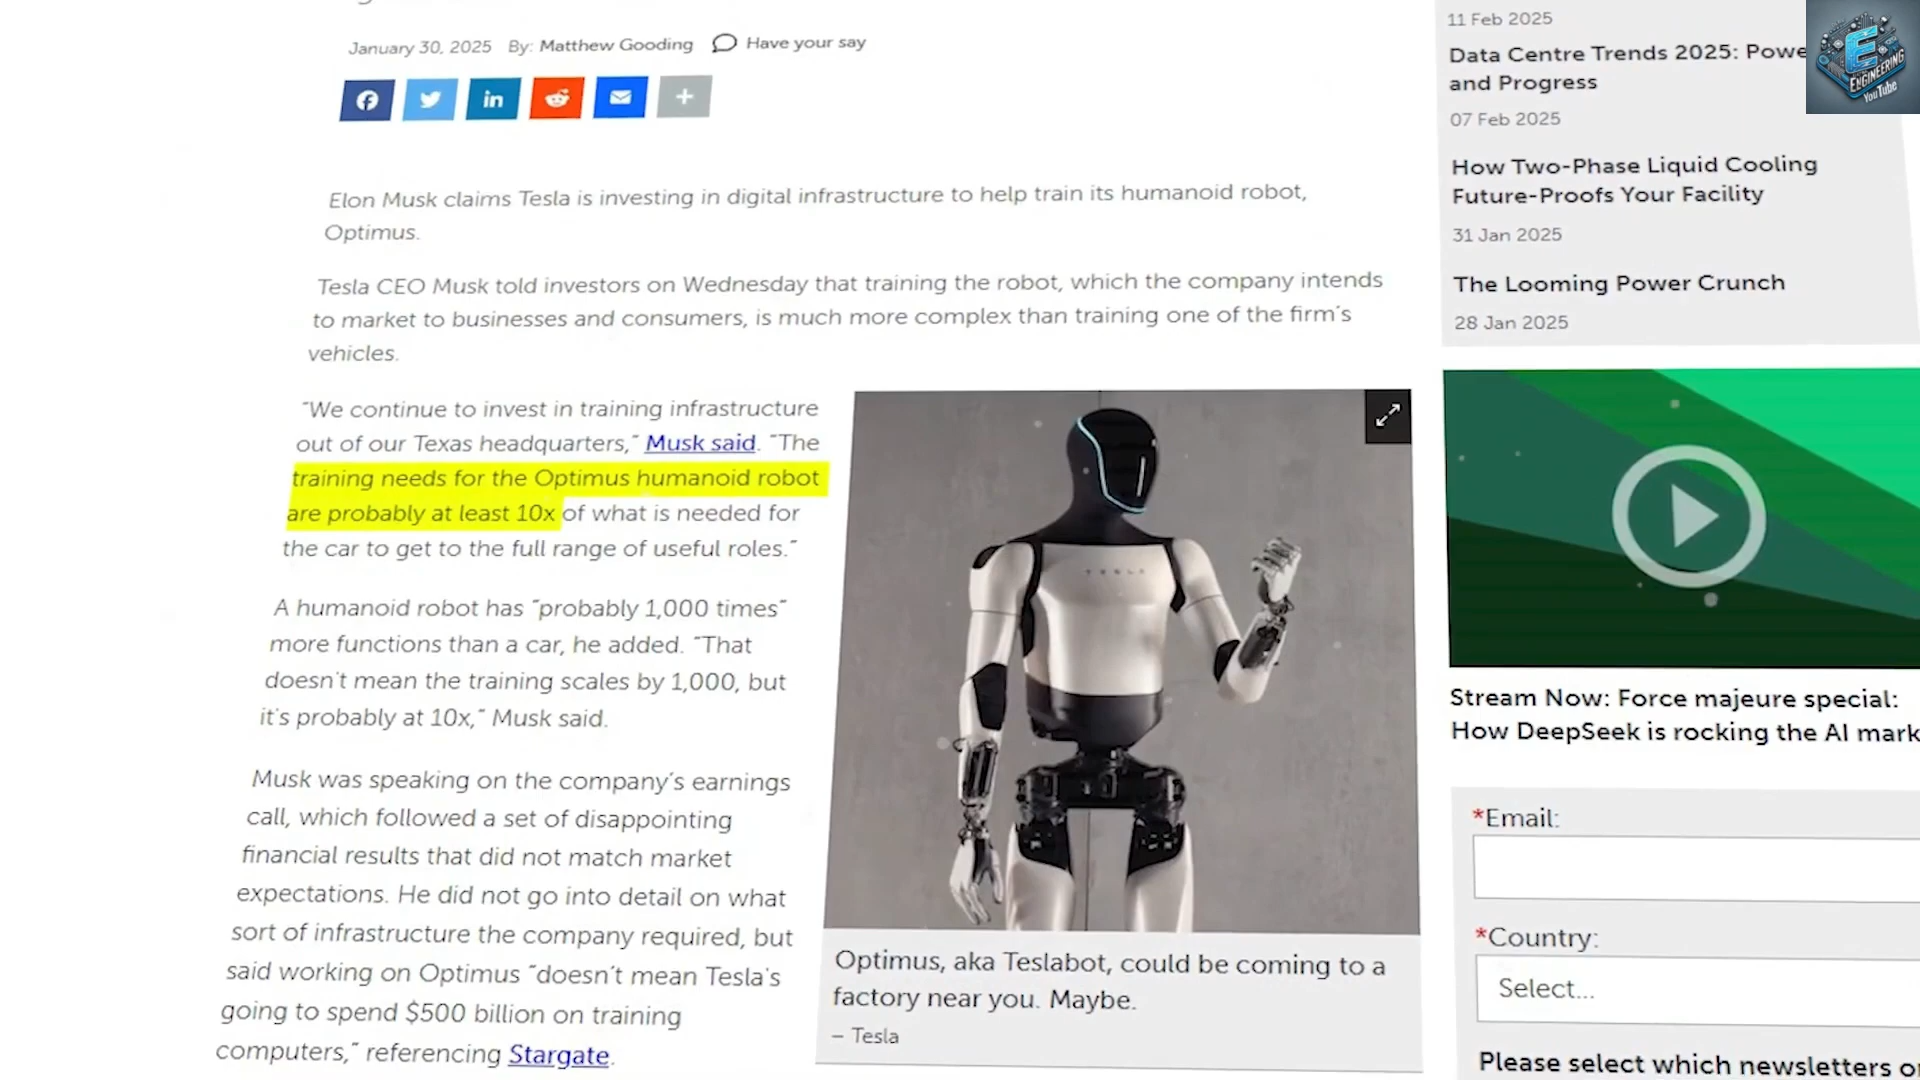 January 30, 2025 By: Matthew Gooding Have your say
Elon Musk claims Tesla is investing in digital infrastructure to help train its humanoid robot,
Optimus.
Tesla CEO Musk told investors on Wednesday that training the robot, which the company intends
to market to businesses and consumers, is much more complex than training one of the firm's
vehicles.
"We continue to invest in training infrastructure
out of our Texas headquarters," Musk said. "The
training needs for the Optimus humanoid robot
are probably at least 10x of what is needed for
the car to get to the full range of useful roles."
A humanoid robot has "probably 1,000 times"
more functions than a car, he added. "That
doesn't mean the training scales by 1,000, but
it's probably at 10x," Musk said.
Musk was speaking on the company's earnings
call, which followed a set of disappointing
financial results that did not match market
expectations. He did not go into detail on what
sort of infrastructure the company required, but
said working on Optimus "doesn't mean Tesla's
going to spend $500 billion on training
computers," referencing Stargate.
TESLA
Optimus, aka Teslabot, could be coming to a
factory near you. Maybe.
– Tesla
11 Feb 2025
Data Centre Trends 2025: Powe
and Progress
07 Feb 2025
How Two-Phase Liquid Cooling
Future-Proofs Your Facility
31 Jan 2025
The Looming Power Crunch
28 Jan 2025
Stream Now: Force majeure special:
How DeepSeek is rocking the AI mark
*Email:
*Country:
Select...
Please select which newsletters o
E
ENGINEERING
YouTube